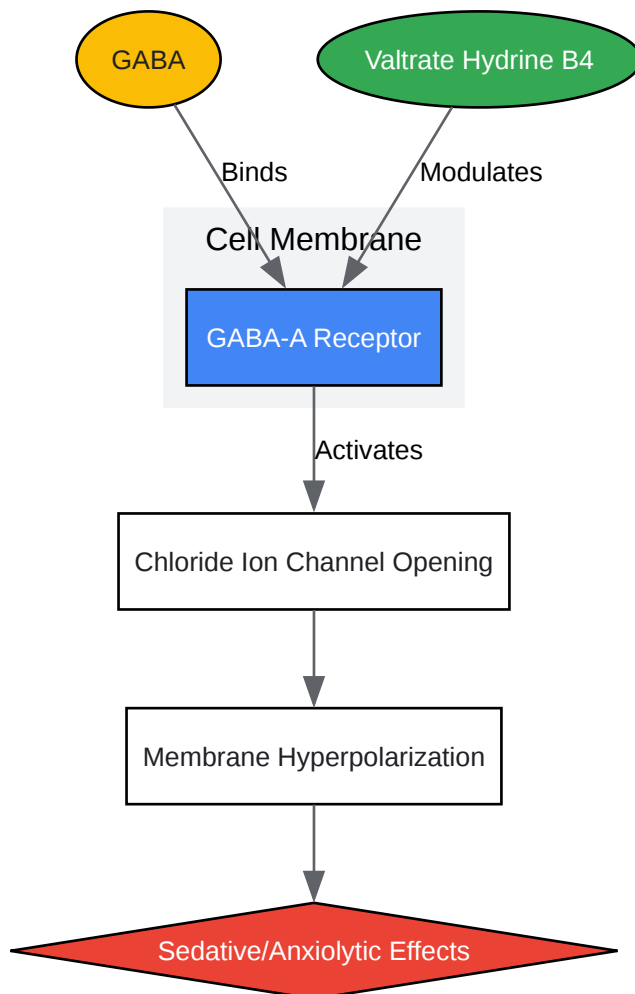 GABA
Valtrate Hydrine B4
Binds
Modulates
Cell Membrane
GABA-A Receptor
Activates
Chloride Ion Channel Opening
Membrane Hyperpolarization
Sedative/Anxiolytic Effects